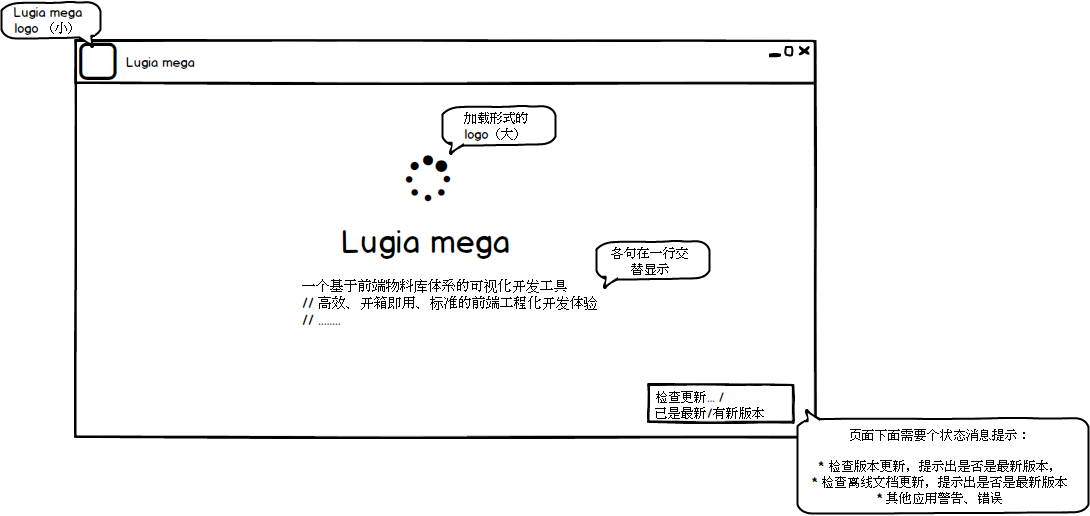 Lugia mega
logo （小）
Lugia mega
加载形式的
logo（大）
Lugia mega
各句在一行交
替显示
一个基于前端物料库体系的可视化开发工具
// 高效、开箱即用、标准的前端工程化开发体验
// ........
检查更新... /
已是最新/有新版本
页面下面需要个状态消息提示：
* 检查版本更新，提示出是否是最新版本，
* 检查离线文档更新，提示出是否是最新版本
* 其他应用警告、错误